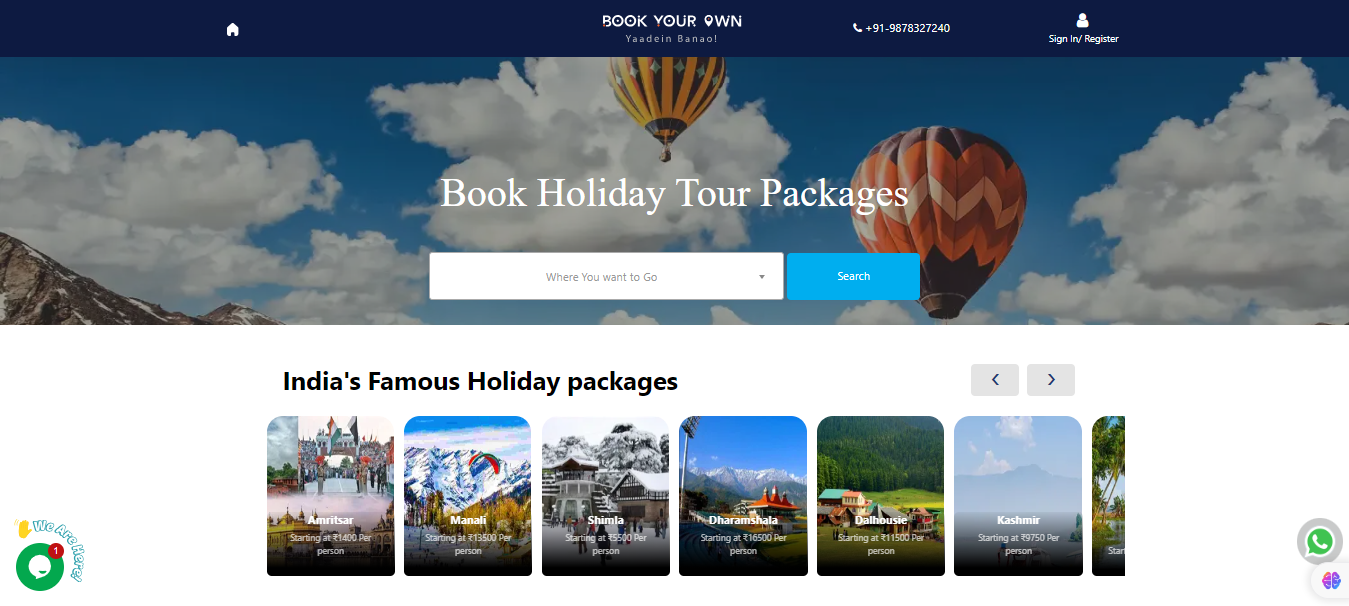 BOOK YOUR OWN
Yaadein Banao!
+91-9878327240
Sign In/ Register
Book Holiday Tour Packages
Where You want to Go
Search
India's Famous Holiday packages
Amritsar
Starting at ₹1400 Per
person
Manali
Starting at ₹13500 Per
person
Shimla
Starting at ₹5500 Per
person
Dharamshala
Starting at ₹16500 Per
person
Dalhousie
Starting at ₹11500 Per
person
Kashmir
Starting at ₹9750 Per
person
Start
We Are Here!
1